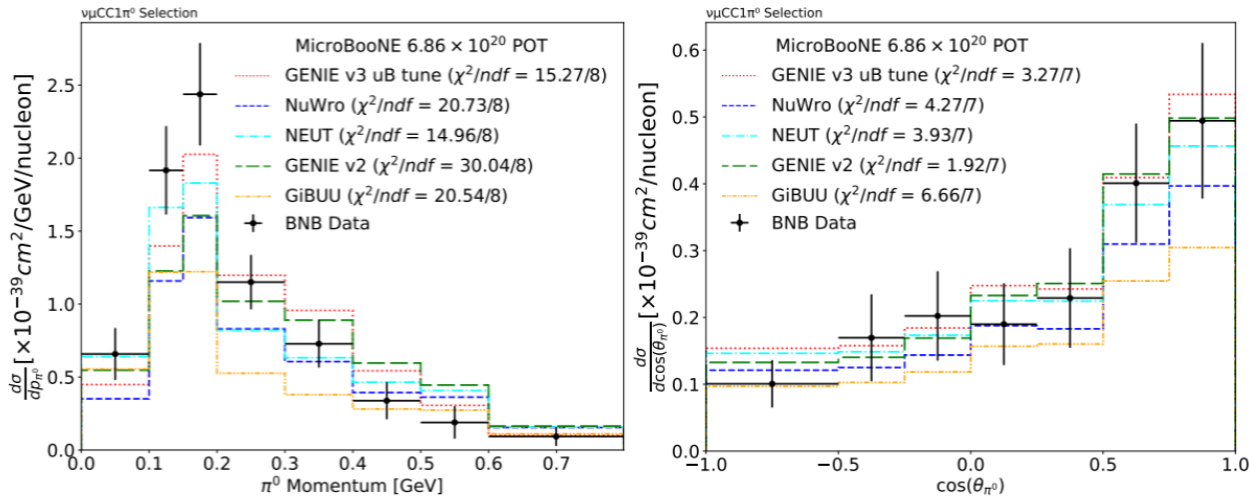 νμCC1π⁰ Selection
MicroBooNE 6.86 × 10²⁰ POT
GENIE v3 uB tune (χ²/ndf = 15.27/8)
NuWro (χ²/ndf = 20.73/8)
NEUT (χ²/ndf = 14.96/8)
GENIE v2 (χ²/ndf = 30.04/8)
GiBUU (χ²/ndf = 20.54/8)
BNB Data
dσ/dp_π⁰ [×10⁻³⁹cm²/GeV/nucleon]
2.5
2.0
1.5
1.0
0.5
0.0
0.0 0.1 0.2 0.3 0.4 0.5 0.6 0.7
π⁰ Momentum [GeV]
νμCC1π⁰ Selection
MicroBooNE 6.86 × 10²⁰ POT
GENIE v3 uB tune (χ²/ndf = 3.27/7)
NuWro (χ²/ndf = 4.27/7)
NEUT (χ²/ndf = 3.93/7)
GENIE v2 (χ²/ndf = 1.92/7)
GiBUU (χ²/ndf = 6.66/7)
BNB Data
dσ/dcos(θ_π⁰) [×10⁻³⁹cm²/nucleon]
0.6
0.5
0.4
0.3
0.2
0.1
0.0
-1.0 -0.5 0.0 0.5 1.0
cos(θ_π⁰)